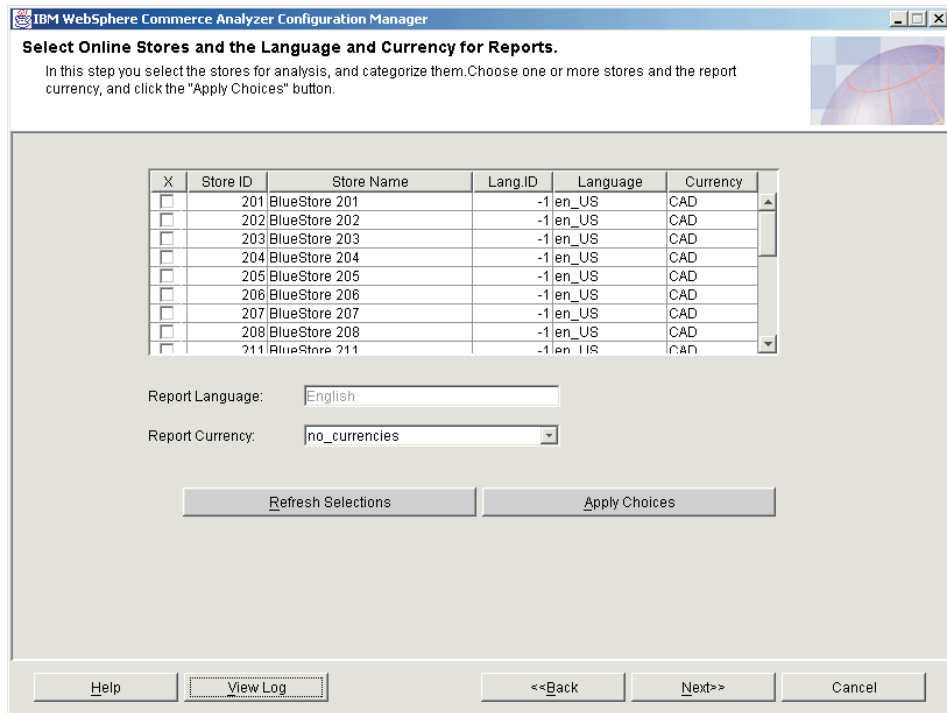 IBM WebSphere Commerce Analyzer Configuration Manager
Select Online Stores and the Language and Currency for Reports.
In this step you select the stores for analysis, and categorize them.Choose one or more stores and the report
currency, and click the "Apply Choices" button.
X Store ID Store Name Lang.ID Language Currency
201 BlueStore 201 -1 en_US CAD
202 BlueStore 202 -1 en_US CAD
203 BlueStore 203 -1 en_US CAD
204 BlueStore 204 -1 en_US CAD
205 BlueStore 205 -1 en_US CAD
206 BlueStore 206 -1 en_US CAD
207 BlueStore 207 -1 en_US CAD
208 BlueStore 208 -1 en_US CAD
211 BlueStore 211 -1 en_US CAD
Report Language: English
Report Currency: no_currencies
Refresh Selections Apply Choices
Help View Log <<Back Next>> Cancel